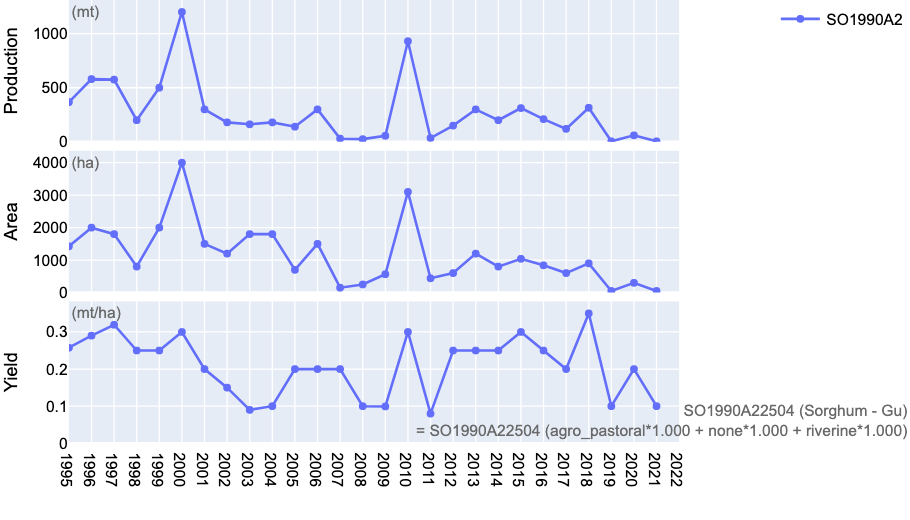 (mt)
SO1990A2
Production
1000
500
0
(ha)
Area
4000
3000
2000
1000
0
(mt/ha)
Yield
0.3
0.2
0.1
0
SO1990A22504 (Sorghum - Gu)
= SO1990A22504 (agro_pastoral*1.000 + none*1.000 + riverine*1.000)
1995 1996 1997 1998 1999 2000 2001 2002 2003 2004 2005 2006 2007 2008 2009 2010 2011 2012 2013 2014 2015 2016 2017 2018 2019 2020 2021 2022